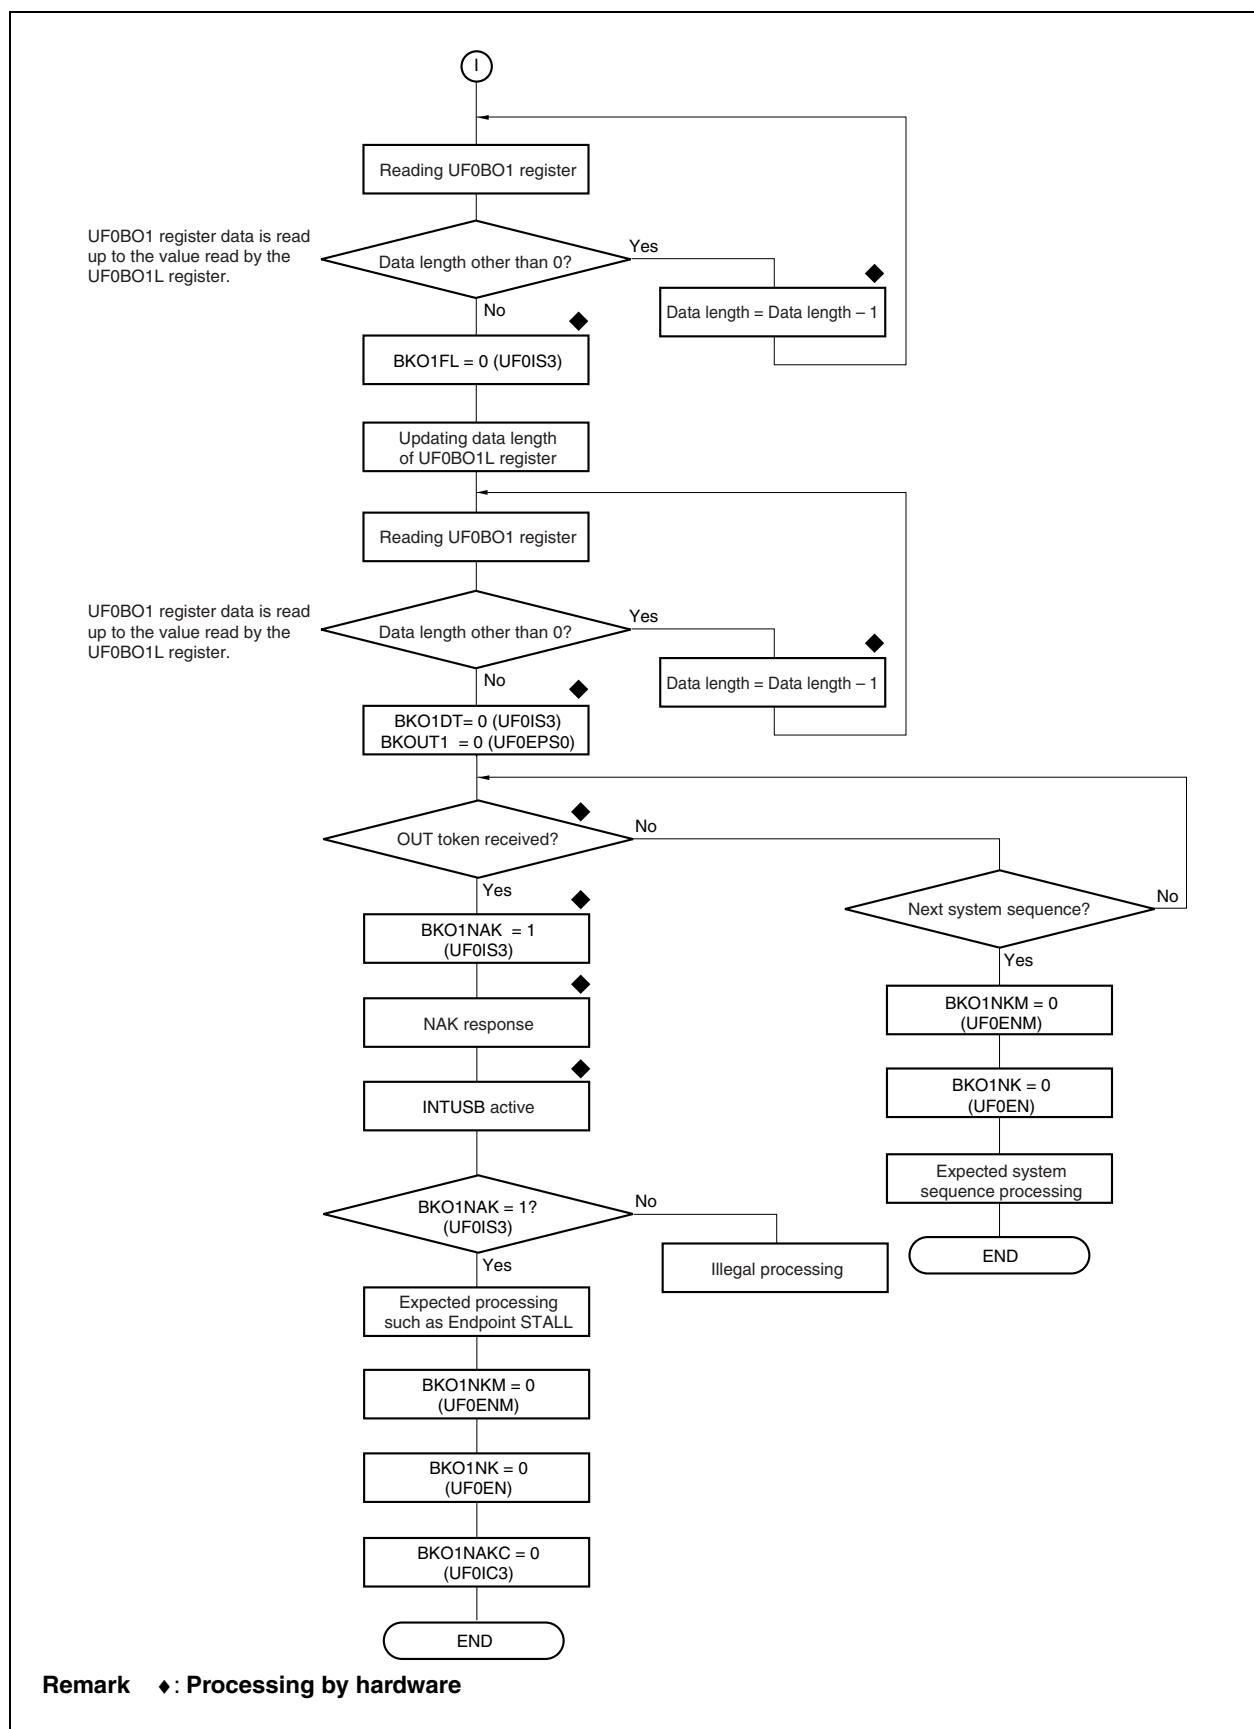 I
Reading UF0BO1 register
UF0BO1 register data is read
up to the value read by the
UF0BO1L register.
Data length other than 0?
Yes
Data length = Data length – 1
No
BKO1FL = 0 (UF0IS3)
Updating data length
of UF0BO1L register
Reading UF0BO1 register
UF0BO1 register data is read
up to the value read by the
UF0BO1L register.
Data length other than 0?
Yes
Data length = Data length – 1
No
BKO1DT= 0 (UF0IS3)
BKOUT1 = 0 (UF0EPS0)
OUT token received?
No
Yes
Next system sequence?
No
Yes
BKO1NAK = 1
(UF0IS3)
NAK response
INTUSB active
BKO1NKM = 0
(UF0ENM)
BKO1NK = 0
(UF0EN)
Expected system
sequence processing
END
BKO1NAK = 1?
(UF0IS3)
No
Illegal processing
Yes
Expected processing
such as Endpoint STALL
BKO1NKM = 0
(UF0ENM)
BKO1NK = 0
(UF0EN)
BKO1NAKC = 0
(UF0IC3)
END
Remark ♦: Processing by hardware